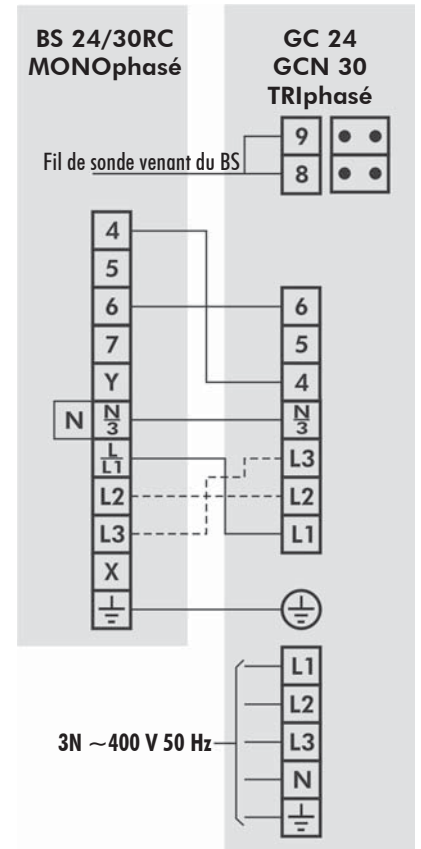 BS 24/30RC
MONOphasé
GC 24
GCN 30
TRIphasé
9
8
Fil de sonde venant du BS
4
5
6
7
Y
N
N
3
L
L1
L2
L3
X
6
5
4
N
3
L3
L2
L1
L1
L2
L3
N
3N ~400 V 50 Hz